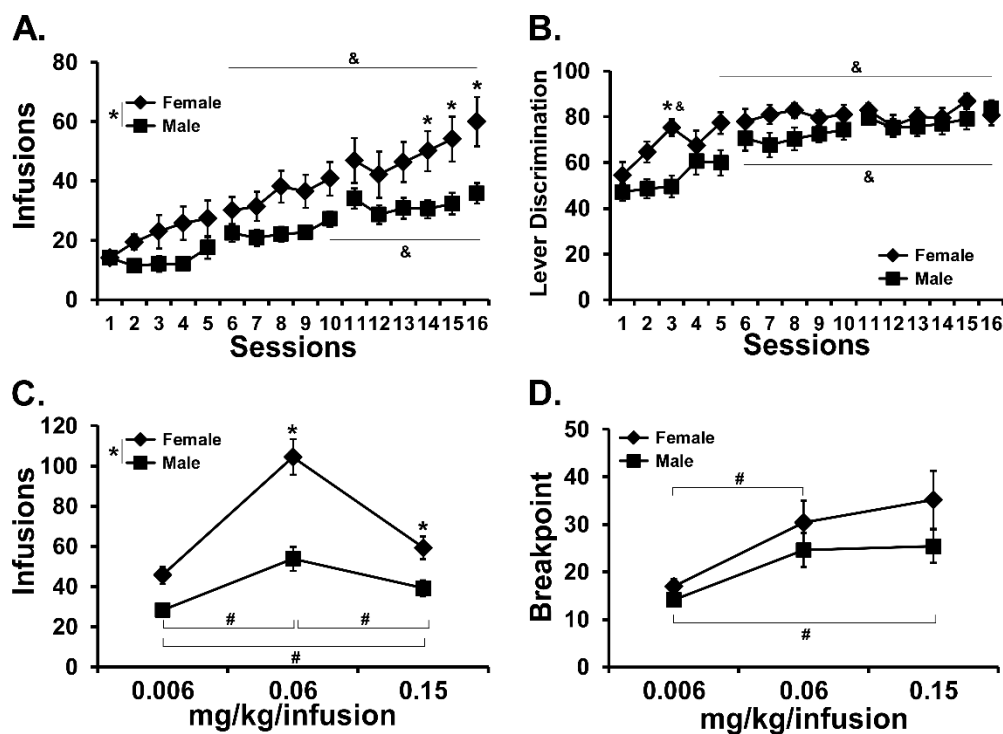 A.
80
60
40
20
0
Infusions
&
* Female
Male
* * *
&
1 2 3 4 5 6 7 8 9 10 11 12 13 14 15 16
Sessions
B.
100
80
60
40
20
0
Lever Discrimination
&
*&
&
Female
Male
1 2 3 4 5 6 7 8 9 10 11 12 13 14 15 16
Sessions
C.
120
100
80
60
40
20
0
Infusions
* Female
Male
*
*
# #
#
0.006 0.06 0.15
mg/kg/infusion
D.
50
40
30
20
10
0
Breakpoint
Female
Male
#
#
0.006 0.06 0.15
mg/kg/infusion